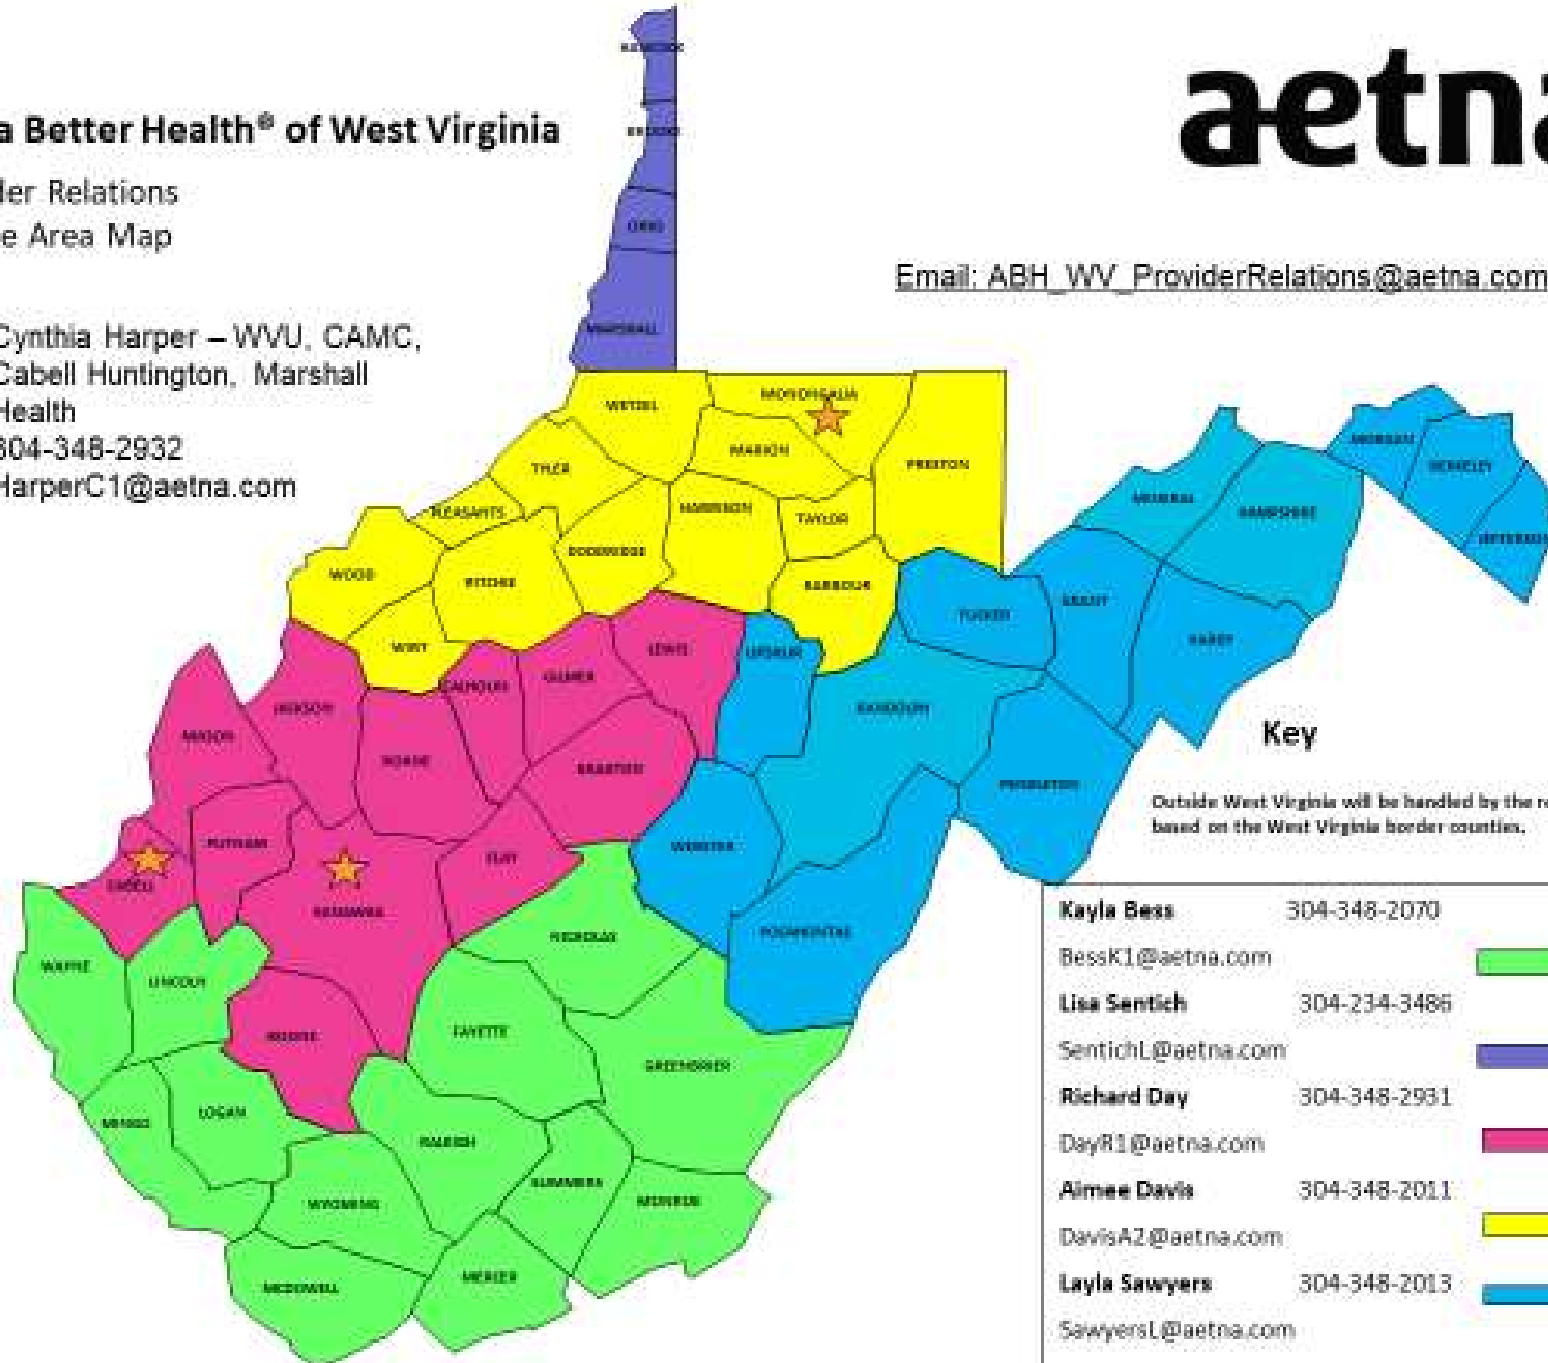 a Better Health® of West Virginia
der Relations
e Area Map
Cynthia Harper – WVU, CAMC,
Cabell Huntington, Marshall
Health
304-348-2932
HarperC1@aetna.com
aetna
Email: ABH_WV_ProviderRelations@aetna.com
OHIO
MARSHALL
WETZEL
MONONGALIA
MARION
PRESTON
TYLER
PLEASANTS
HARRISON
TAYLOR
DODDRIDGE
WOOD
RITCHIE
BARBOUR
WIRT
MORGAN
BERKELEY
JEFFERSON
MINERAL
HAMPSHIRE
GRANT
HARDY
TUCKER
LEWIS
UPSHUR
GILMER
CALHOUN
RANDOLPH
JACKSON
MASON
ROANE
BRAXTON
PENDLETON
PUTNAM
CLAY
WEBSTER
CABELL
KANAWHA
NICHOLAS
POCAHONTAS
WAYNE
LINCOLN
BOONE
FAYETTE
GREENBRIER
MINGO
LOGAN
RALEIGH
SUMMERS
MONROE
WYOMING
MERCER
MCDOWELL
Key
Outside West Virginia will be handled by the re
based on the West Virginia border counties.
Kayla Bess 304-348-2070
BessK1@aetna.com
Lisa Sentich 304-234-3486
SentichL@aetna.com
Richard Day 304-348-2931
DayR1@aetna.com
Aimee Davis 304-348-2011
DavisA2@aetna.com
Layla Sawyers 304-348-2013
SawyersL@aetna.com